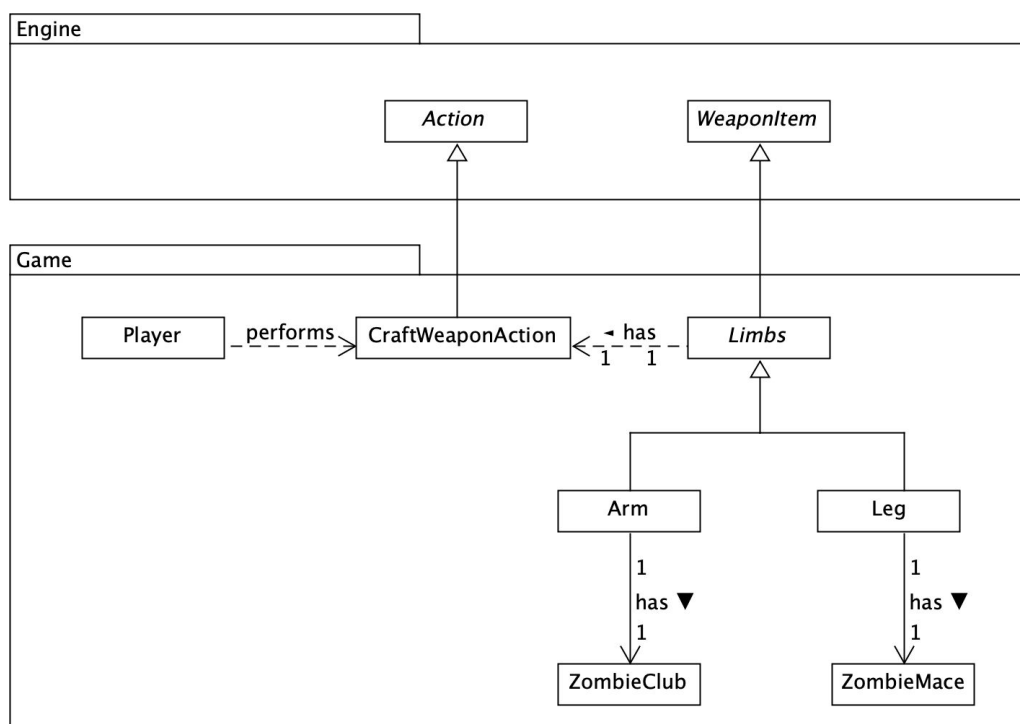 Engine
Action
WeaponItem
Game
Player
performs
CraftWeaponAction
◄ has
1 1
Limbs
Arm
Leg
1
has ▼
1
1
has ▼
1
ZombieClub
ZombieMace